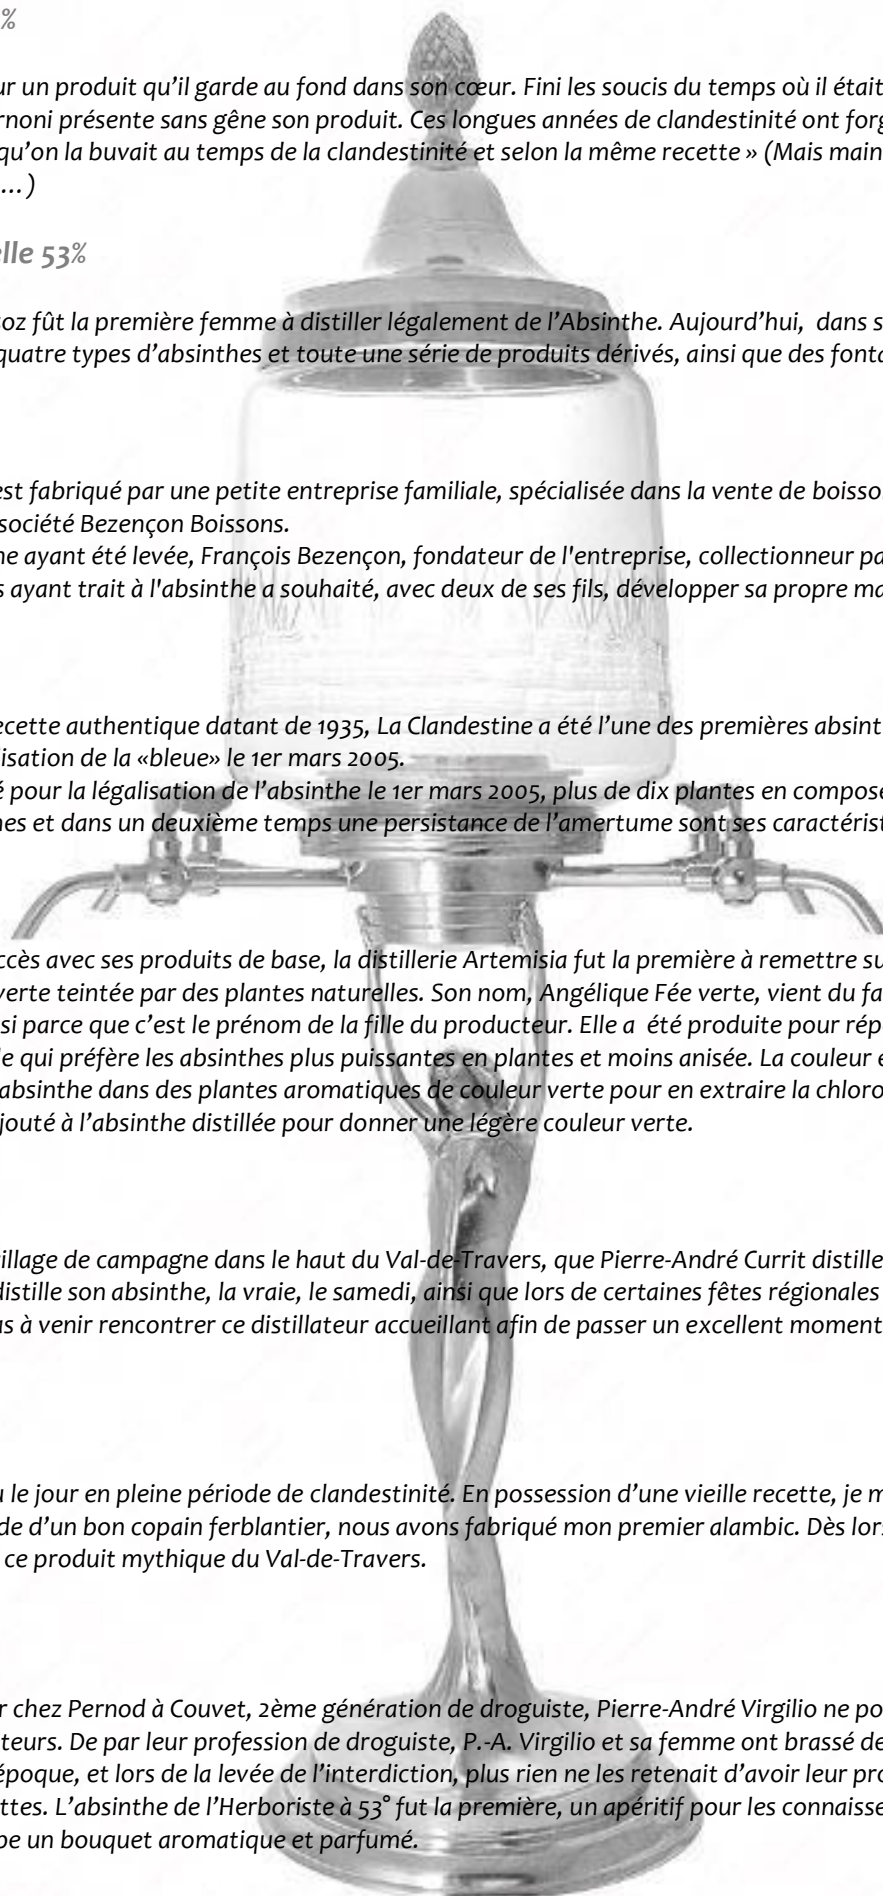 %
ur un produit qu’il garde au fond dans son cœur. Fini les soucis du temps où il était
rnoni présente sans gêne son produit. Ces longues années de clandestinité ont forg
qu’on la buvait au temps de la clandestinité et selon la même recette » (Mais main
…)
elle 53%
oz fût la première femme à distiller légalement de l’Absinthe. Aujourd’hui, dans s
quatre types d’absinthes et toute une série de produits dérivés, ainsi que des fonta
est fabriqué par une petite entreprise familiale, spécialisée dans la vente de boisso
société Bezençon Boissons.
ne ayant été levée, François Bezençon, fondateur de l'entreprise, collectionneur pa
s ayant trait à l'absinthe a souhaité, avec deux de ses fils, développer sa propre ma
ecette authentique datant de 1935, La Clandestine a été l’une des premières absint
lisation de la «bleue» le 1er mars 2005.
é pour la légalisation de l’absinthe le 1er mars 2005, plus de dix plantes en compose
nes et dans un deuxième temps une persistance de l’amertume sont ses caractérist
ccès avec ses produits de base, la distillerie Artemisia fut la première à remettre su
verte teintée par des plantes naturelles. Son nom, Angélique Fée verte, vient du fa
si parce que c’est le prénom de la fille du producteur. Elle a été produite pour rép
le qui préfère les absinthes plus puissantes en plantes et moins anisée. La couleur e
absinthe dans des plantes aromatiques de couleur verte pour en extraire la chloro
jouté à l’absinthe distillée pour donner une légère couleur verte.
illage de campagne dans le haut du Val-de-Travers, que Pierre-André Currit distille
distille son absinthe, la vraie, le samedi, ainsi que lors de certaines fêtes régionales
as à venir rencontrer ce distillateur accueillant afin de passer un excellent moment
u le jour en pleine période de clandestinité. En possession d’une vieille recette, je m
de d’un bon copain ferblantier, nous avons fabriqué mon premier alambic. Dès lors
ce produit mythique du Val-de-Travers.
r chez Pernod à Couvet, 2ème génération de droguiste, Pierre-André Virgilio ne po
teurs. De par leur profession de droguiste, P.-A. Virgilio et sa femme ont brassé de
époque, et lors de la levée de l’interdiction, plus rien ne les retenait d’avoir leur pro
ttes. L’absinthe de l’Herboriste à 53° fut la première, un apéritif pour les connaisse
pe un bouquet aromatique et parfumé.